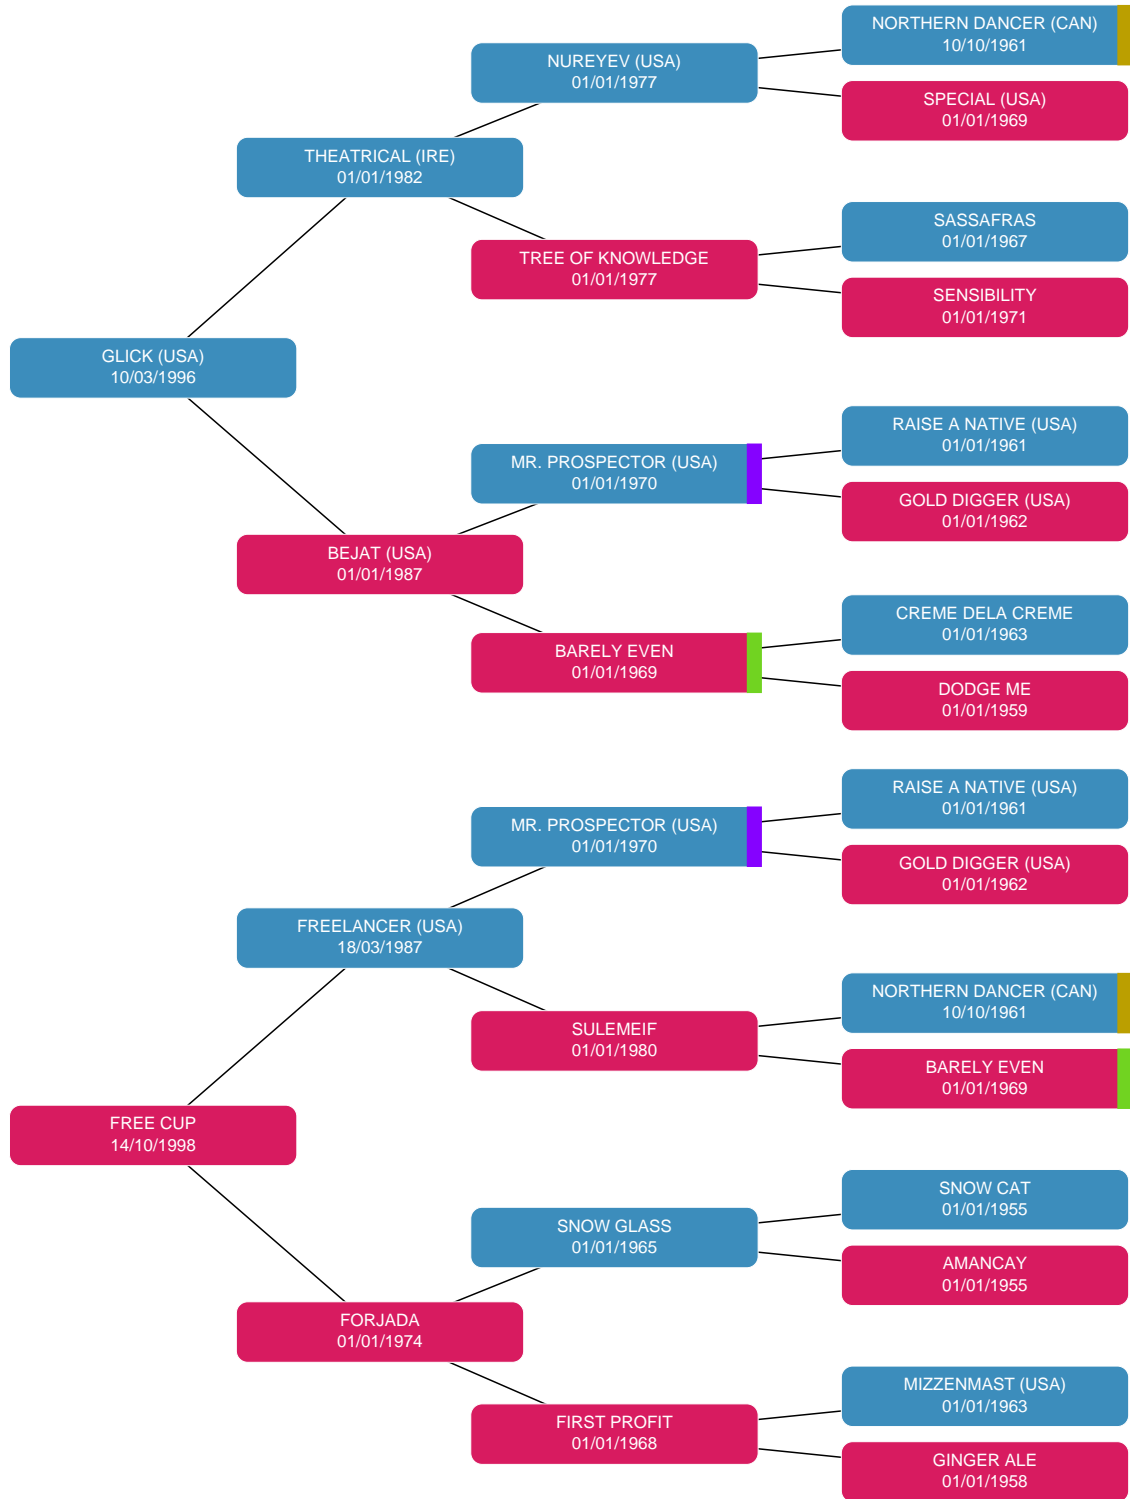 NORTHERN DANCER (CAN)
10/10/1961
NUREYEV (USA)
01/01/1977
SPECIAL (USA)
01/01/1969
THEATRICAL (IRE)
01/01/1982
SASSAFRAS
01/01/1967
TREE OF KNOWLEDGE
01/01/1977
SENSIBILITY
01/01/1971
GLICK (USA)
10/03/1996
RAISE A NATIVE (USA)
01/01/1961
MR. PROSPECTOR (USA)
01/01/1970
GOLD DIGGER (USA)
01/01/1962
BEJAT (USA)
01/01/1987
CREME DELA CREME
01/01/1963
BARELY EVEN
01/01/1969
DODGE ME
01/01/1959
RAISE A NATIVE (USA)
01/01/1961
MR. PROSPECTOR (USA)
01/01/1970
GOLD DIGGER (USA)
01/01/1962
FREELANCER (USA)
18/03/1987
NORTHERN DANCER (CAN)
10/10/1961
SULEMEIF
01/01/1980
BARELY EVEN
01/01/1969
FREE CUP
14/10/1998
SNOW CAT
01/01/1955
SNOW GLASS
01/01/1965
AMANCAY
01/01/1955
FORJADA
01/01/1974
MIZZENMAST (USA)
01/01/1963
FIRST PROFIT
01/01/1968
GINGER ALE
01/01/1958